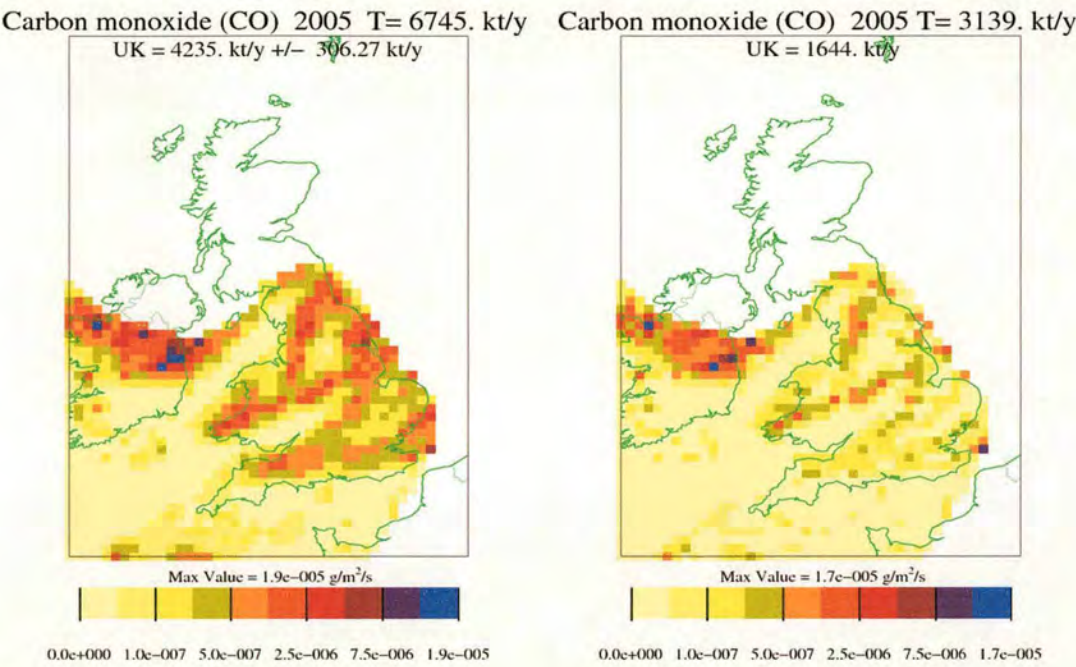 Carbon monoxide (CO) 2005 T= 6745. kt/y
UK = 4235. kt/y +/− 306.27 kt/y
Max Value = 1.9e−005 g/m²/s
0.0e+000 1.0e−007 5.0e−007 2.5e−006 7.5e−006 1.9e−005
Carbon monoxide (CO) 2005 T= 3139. kt/y
UK = 1644. kt/y
Max Value = 1.7e−005 g/m²/s
0.0e+000 1.0e−007 5.0e−007 2.5e−006 7.5e−006 1.7e−005